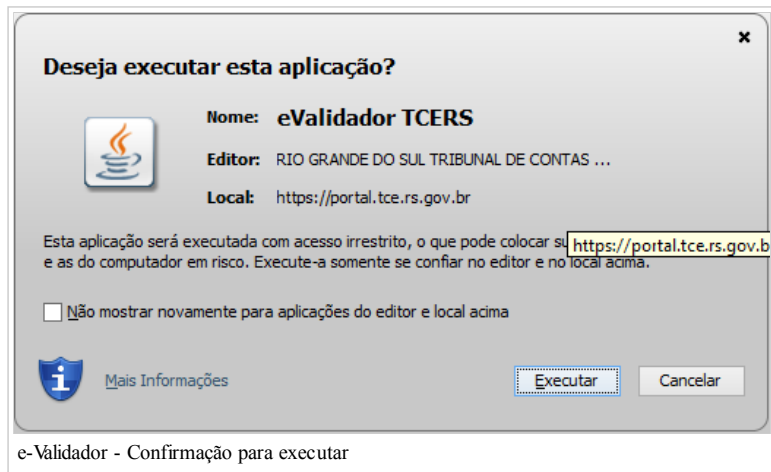 Deseja executar esta aplicação?
Nome: eValidador TCERS
Editor: RIO GRANDE DO SUL TRIBUNAL DE CONTAS ...
Local: https://portal.tce.rs.gov.br
Esta aplicação será executada com acesso irrestrito, o que pode colocar su
https://portal.tce.rs.gov.b
e as do computador em risco. Execute-a somente se confiar no editor e no local acima.
Não mostrar novamente para aplicações do editor e local acima
Mais Informações
Executar
Cancelar
e-Validador - Confirmação para executar